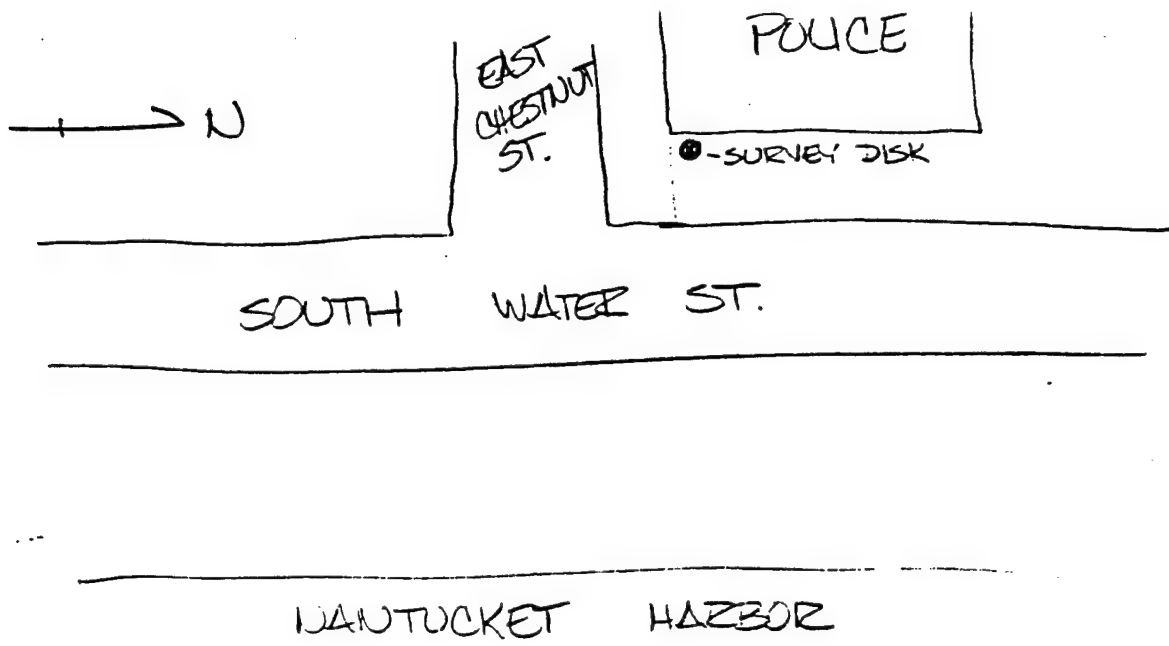 POLICE
EAST
CHESTNUT
ST.
N
-SURVEY DISK
SOUTH WATER ST.
NANTUCKET HARBOR